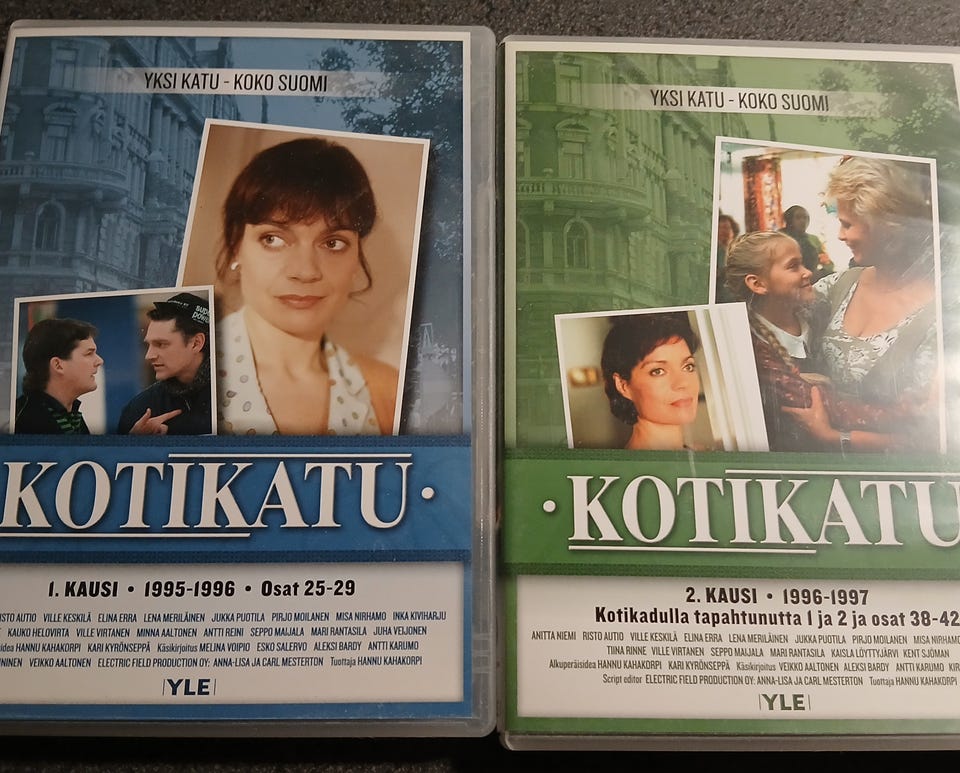 YKSI KATU - KOKO SUOMI
SUDE
POWER
KOTIKATU •
1. KAUSI • 1995-1996 • Osat 25-29
RISTO AUTIO VILLE KESKILÄ ELINA ERRA LENA MERILÄINEN JUKKA PUOTILA PIRJO MOILANEN MISA NIRHAMO INKA KIVIHARJU
KAUKO HELOVIRTA VILLE VIRTANEN MINNA AALTONEN ANTTI REINI SEPPO MAIJALA MARI RANTASILA JUHA VEIJONEN
HANNU KAHAKORPI KARI KYRÖNSEPPÄ Käsikirjoitus MELINA VOIPIO ESKO SALERVO ALEKSI BARDY ANTTI KARUMO
VEIKKO AALTONEN ELECTRIC FIELD PRODUCTION OY: ANNA-LISA JA CARL MESTERTON Tuottaja HANNU KAHAKORPI
YLE
YKSI KATU - KOKO SUOMI
• KOTIKATU
2. KAUSI • 1996-1997
Kotikadulla tapahtunutta 1 ja 2 ja osat 38-42
ANITTA NIEMI RISTO AUTIO VILLE KESKILÄ ELINA ERRA LENA MERILÄINEN JUKKA PUOTILA PIRJO MOILANEN MISA NIRHAMO
TIINA RINNE VILLE VIRTANEN SEPPO MAIJALA MARI RANTASILA KAISLA LÖYTTYJÄRVI KENT SJÖMAN
Alkuperäisidea HANNU KAHAKORPI KARI KYRÖNSEPPÄ Käsikirjoitus VEIKKO AALTONEN ALEKSI BARDY ANTTI KARUMO
Script editor ELECTRIC FIELD PRODUCTION OY: ANNA-LISA JA CARL MESTERTON Tuottaja HANNU KAHAKORPI
YLE